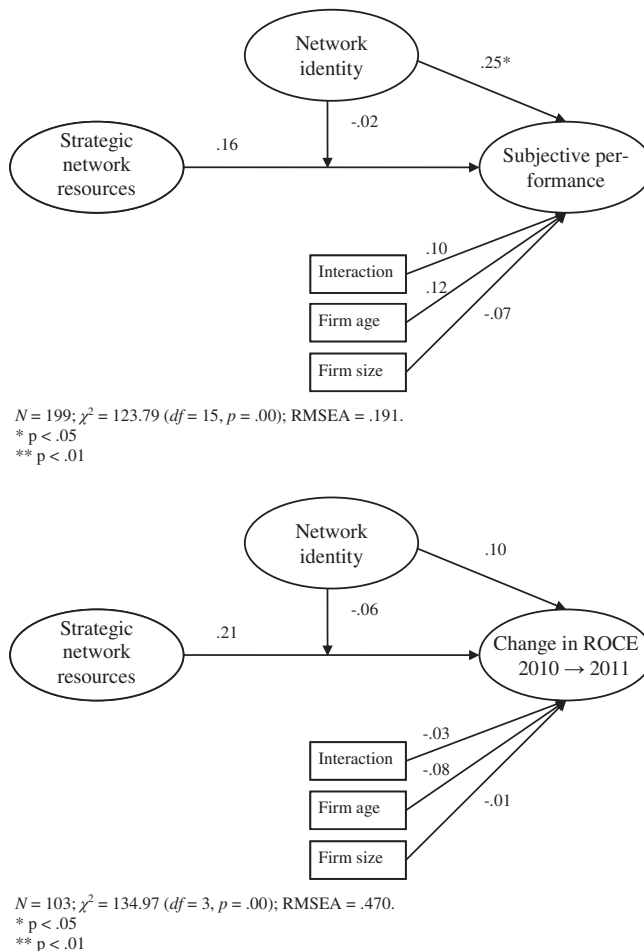 Network
identity
.25*
-.02
Strategic
network
resources
.16
Subjective per-
formance
.10
Interaction
.12
Firm age
-.07
Firm size
N = 199; χ² = 123.79 (df = 15, p = .00); RMSEA = .191.
* p < .05
** p < .01
Network
identity
.10
-.06
Strategic
network
resources
.21
Change in ROCE
2010 → 2011
-.03
Interaction
-.08
Firm age
-.01
Firm size
N = 103; χ² = 134.97 (df = 3, p = .00); RMSEA = .470.
* p < .05
** p < .01